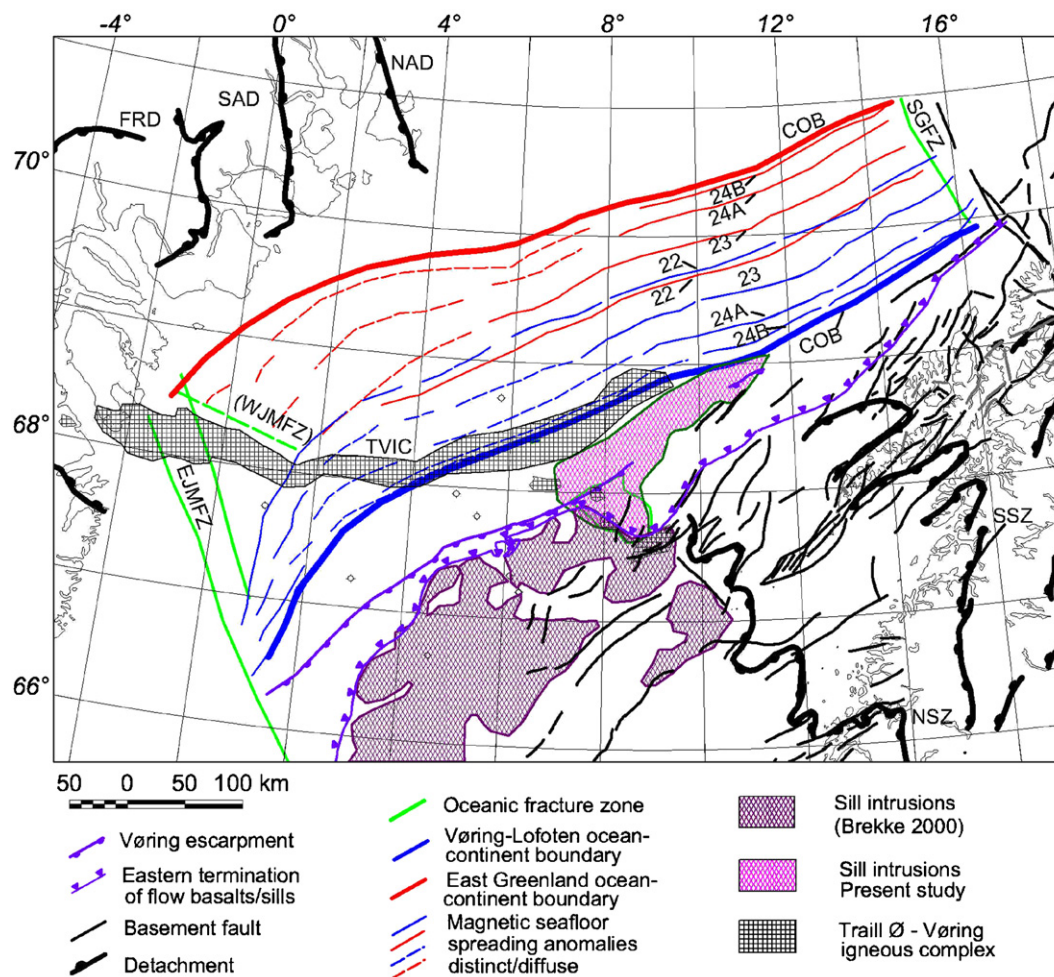 -4° 0° 4° 8° 12° 16°
NAD
SAD
FRD
COB
SGFZ
70°
24B
24A
23
22
23
22
24A
24B
COB
68°
(WJMFZ)
TVIC
EJMFZ
SSZ
66°
NSZ
50 0 50 100 km
Vøring escarpment
Eastern termination
of flow basalts/sills
Basement fault
Detachment
Oceanic fracture zone
Vøring-Lofoten ocean-
continent boundary
East Greenland ocean-
continent boundary
Magnetic seafloor
spreading anomalies
distinct/diffuse
Sill intrusions
(Brekke 2000)
Sill intrusions
Present study
Traill Ø - Vøring
igneous complex